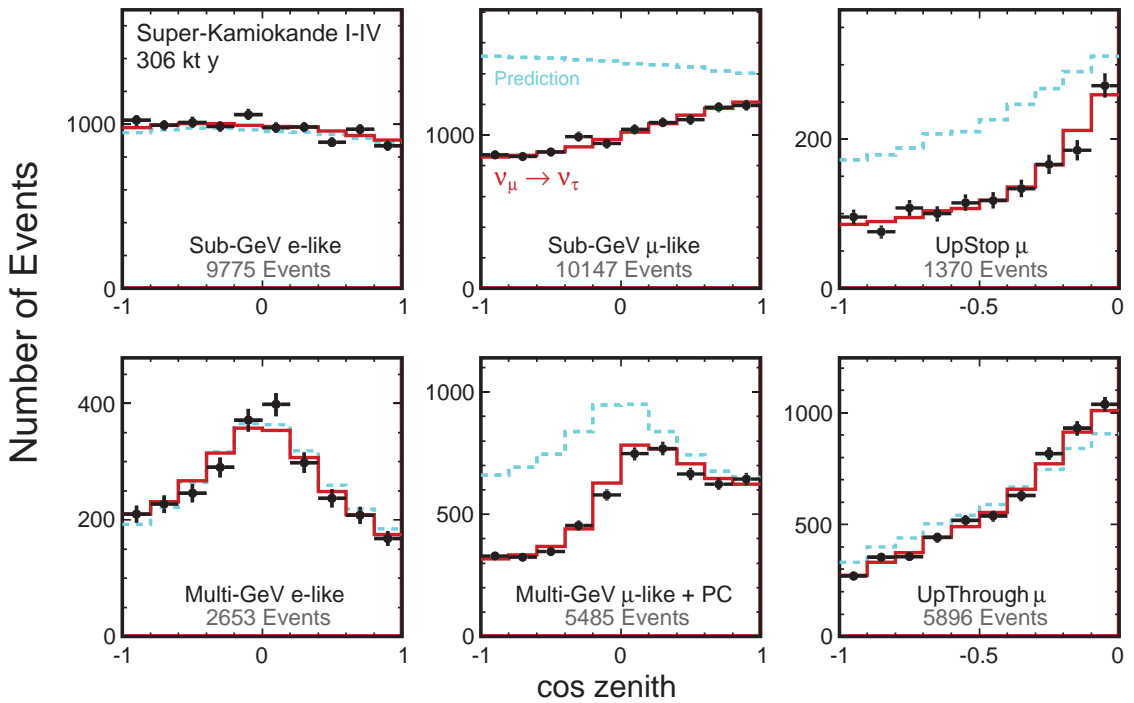 Number of Events
Super-Kamiokande I-IV
306 kt y
1000
0
-1
0
1
Sub-GeV e-like
9775 Events
Prediction
1000
νμ → ντ
0
-1
0
1
Sub-GeV μ-like
10147 Events
200
0
-1
-0.5
0
UpStop μ
1370 Events
400
200
0
-1
0
1
Multi-GeV e-like
2653 Events
1000
500
0
-1
0
1
Multi-GeV μ-like + PC
5485 Events
1000
500
0
-1
-0.5
0
UpThrough μ
5896 Events
cos zenith